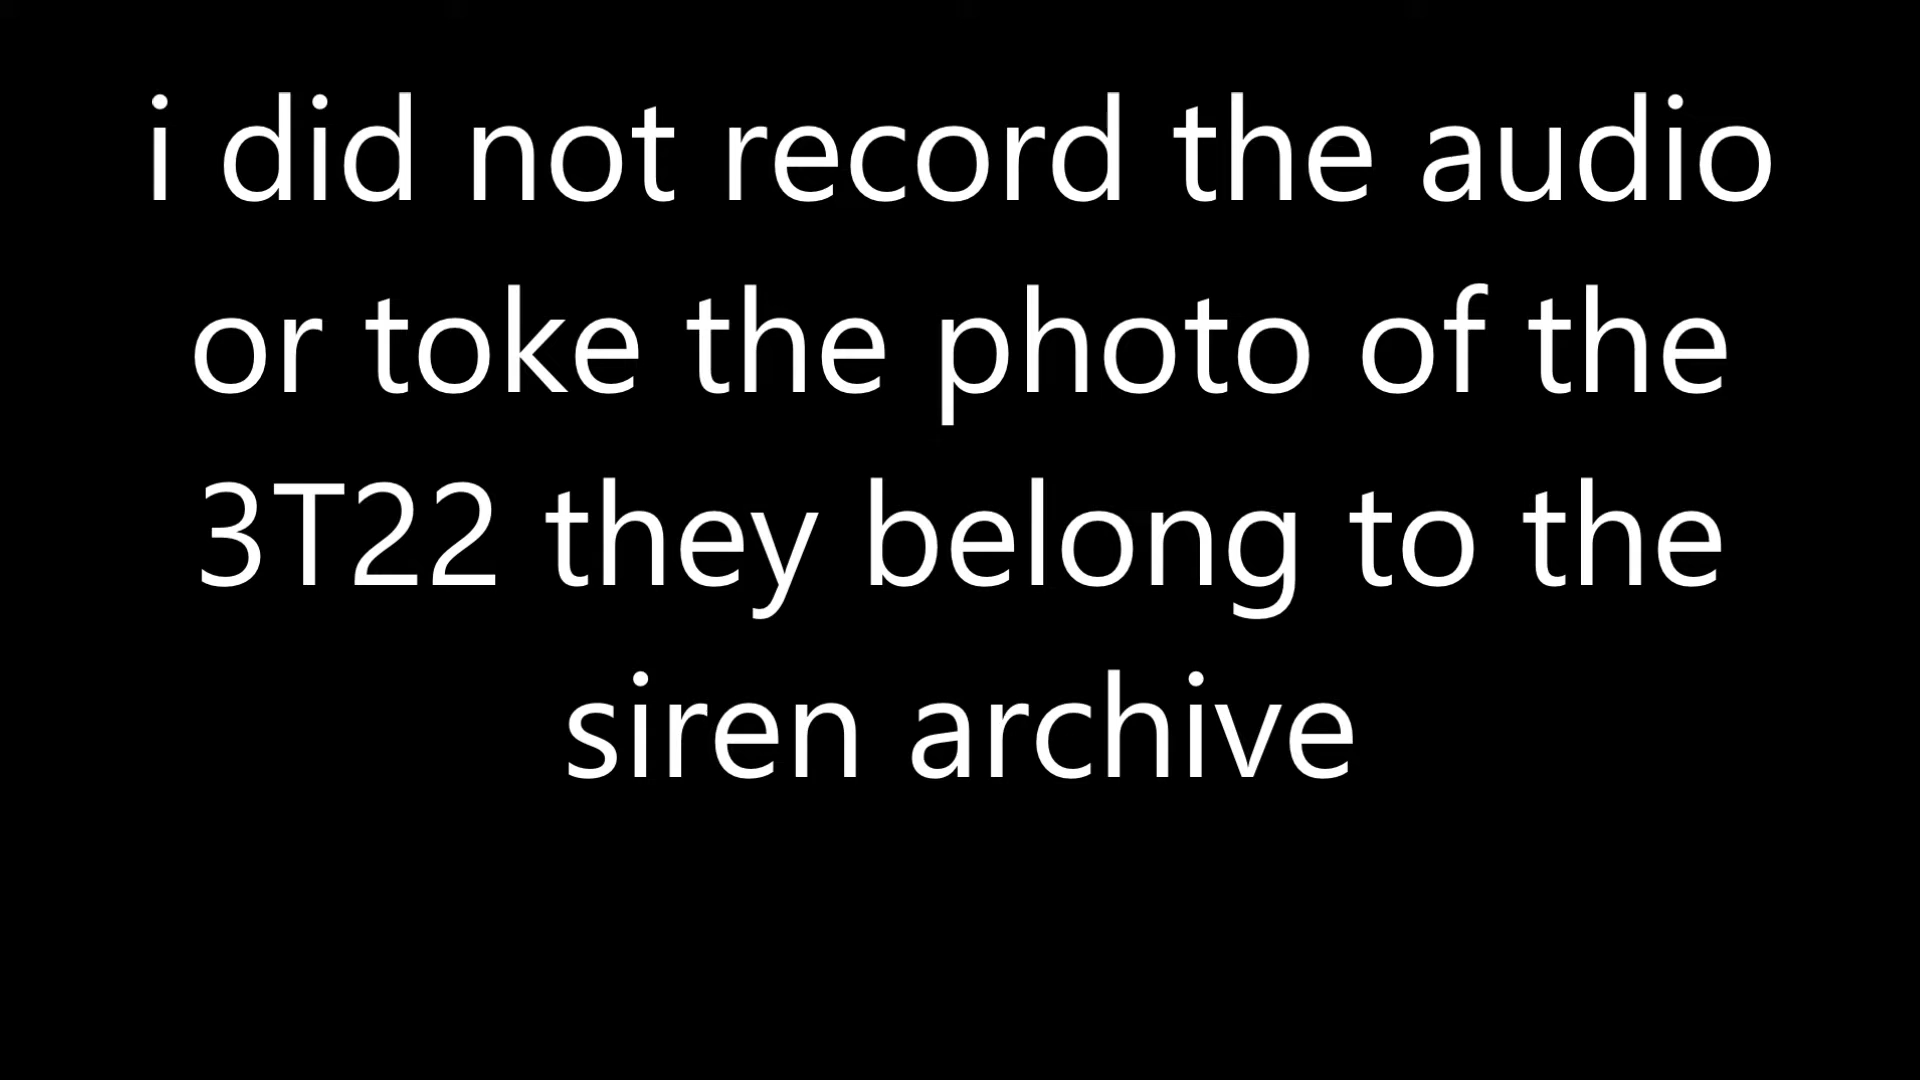 i did not record the audio
or toke the photo of the
3T22 they belong to the
siren archive